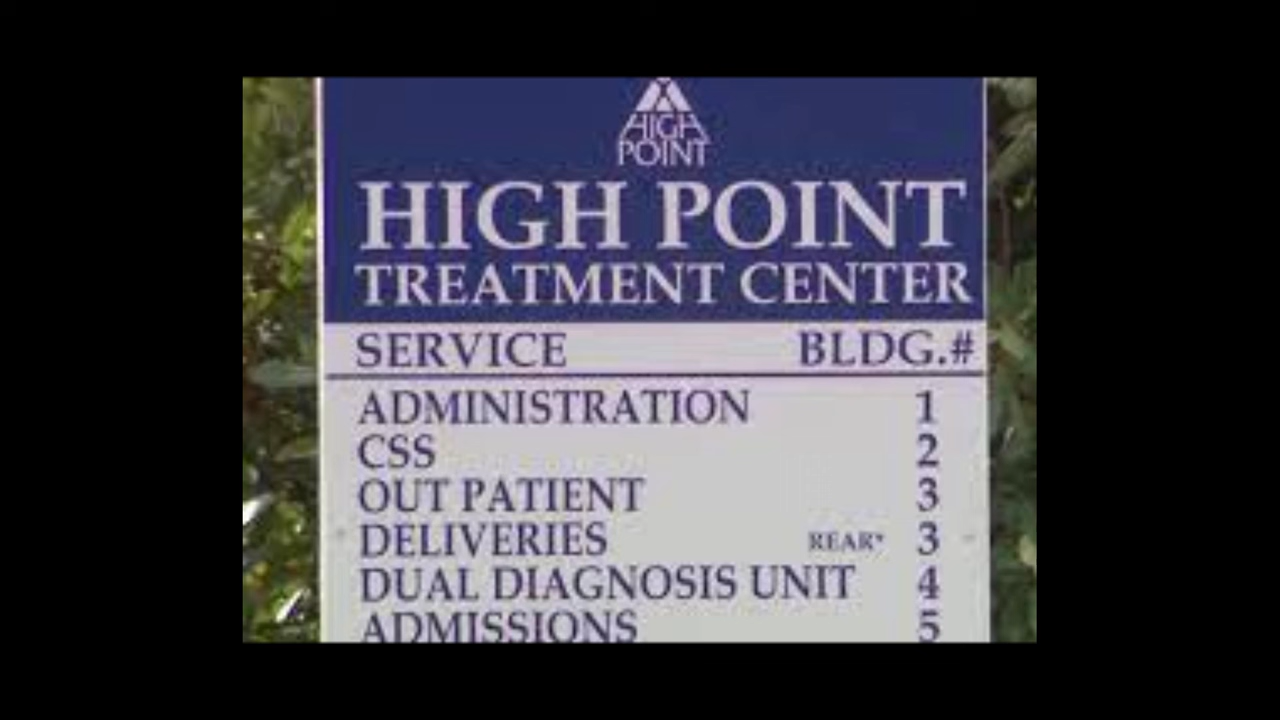 HIGH
POINT
HIGH POINT
TREATMENT CENTER
SERVICE BLDG.#
ADMINISTRATION 1
CSS 2
OUT PATIENT 3
DELIVERIES REAR* 3
DUAL DIAGNOSIS UNIT 4
ADMISSIONS 5